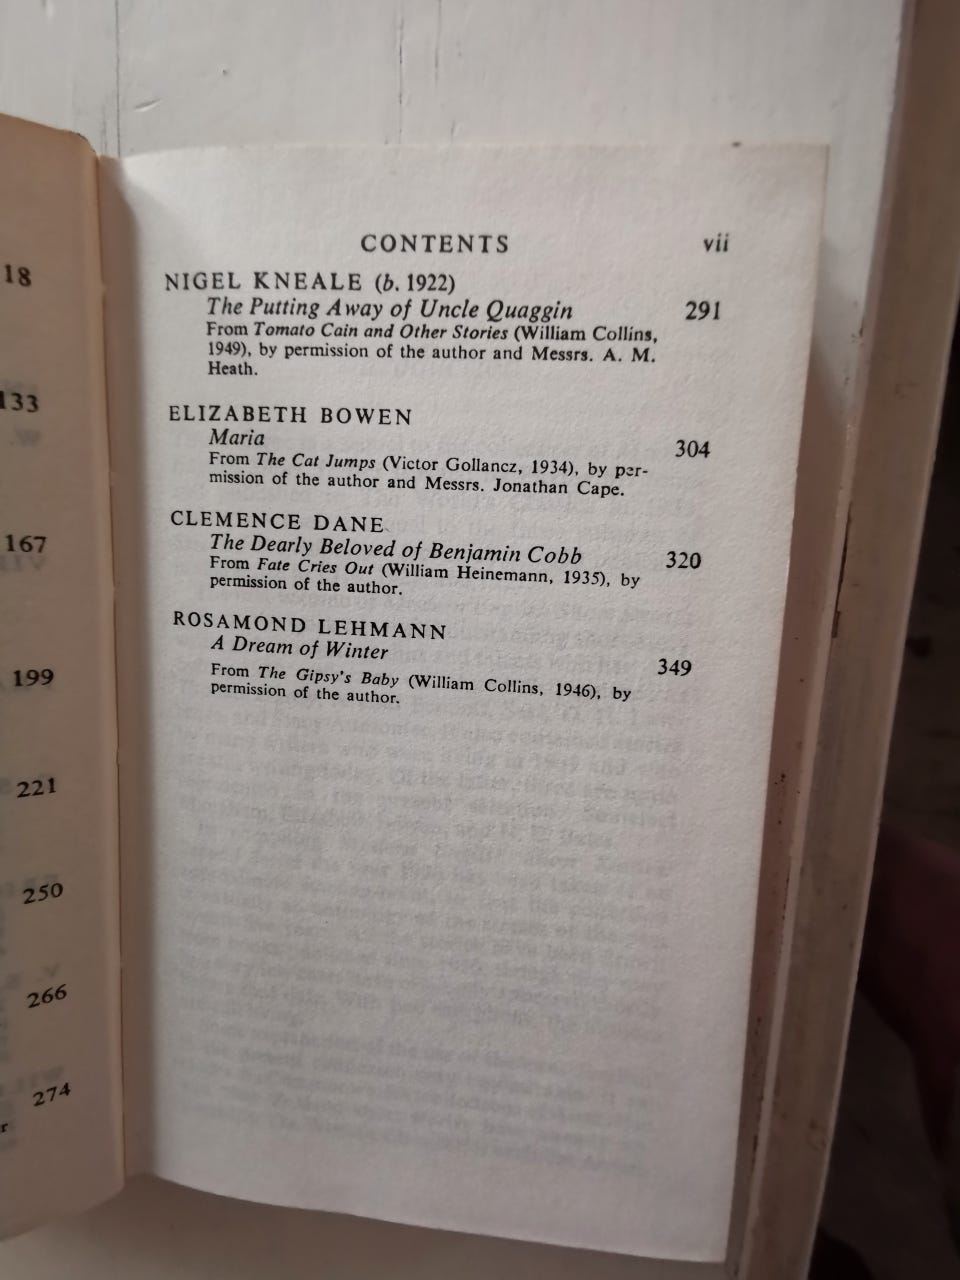 18
133
167
199
221
250
266
274
r
CONTENTS vii
NIGEL KNEALE (b. 1922)
The Putting Away of Uncle Quaggin 291
From Tomato Cain and Other Stories (William Collins,
1949), by permission of the author and Messrs. A. M.
Heath.
ELIZABETH BOWEN
Maria 304
From The Cat Jumps (Victor Gollancz, 1934), by per-
mission of the author and Messrs. Jonathan Cape.
CLEMENCE DANE
The Dearly Beloved of Benjamin Cobb 320
From Fate Cries Out (William Heinemann, 1935), by
permission of the author.
ROSAMOND LEHMANN
A Dream of Winter 349
From The Gipsy's Baby (William Collins, 1946), by
permission of the author.